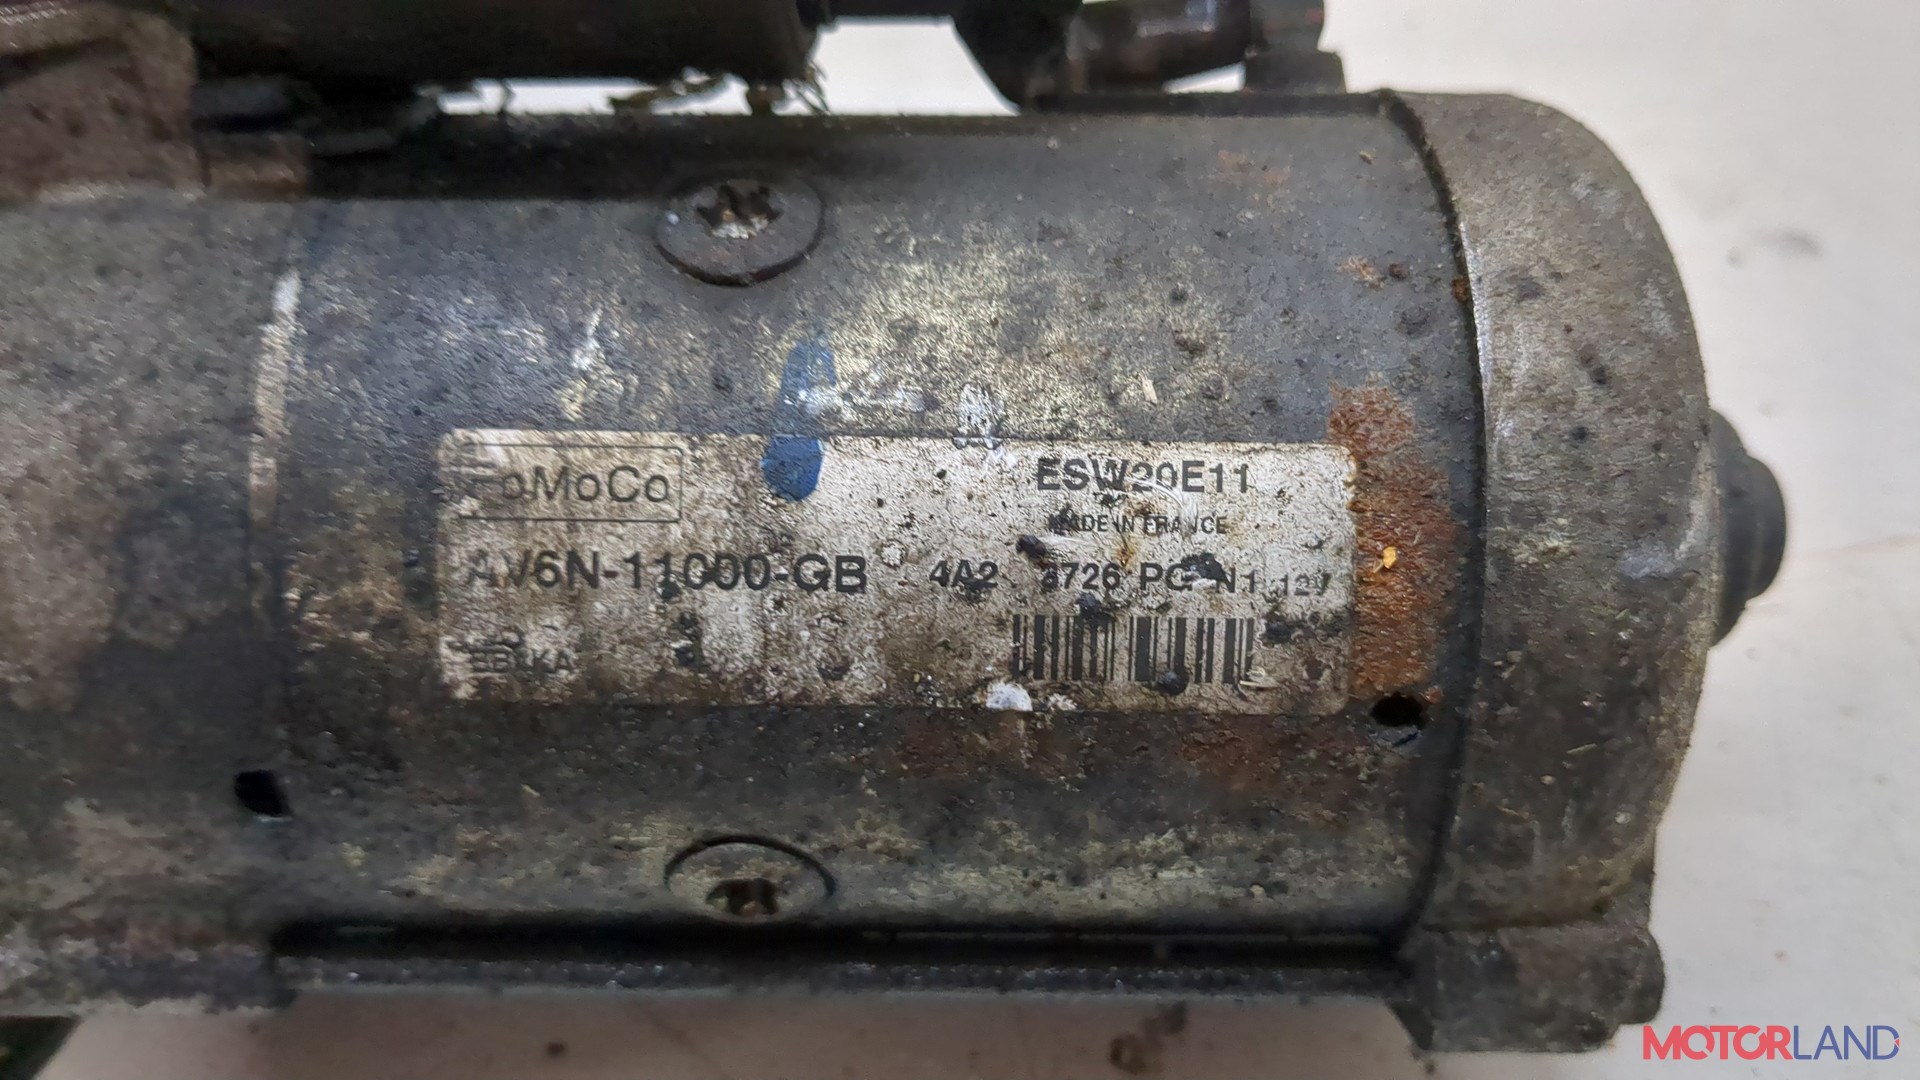 FoMoCo
ESW20E11
MADE IN FRANCE
AV6N-11000-GB 4A2 3726 PG N1 12V
MOTORLAND